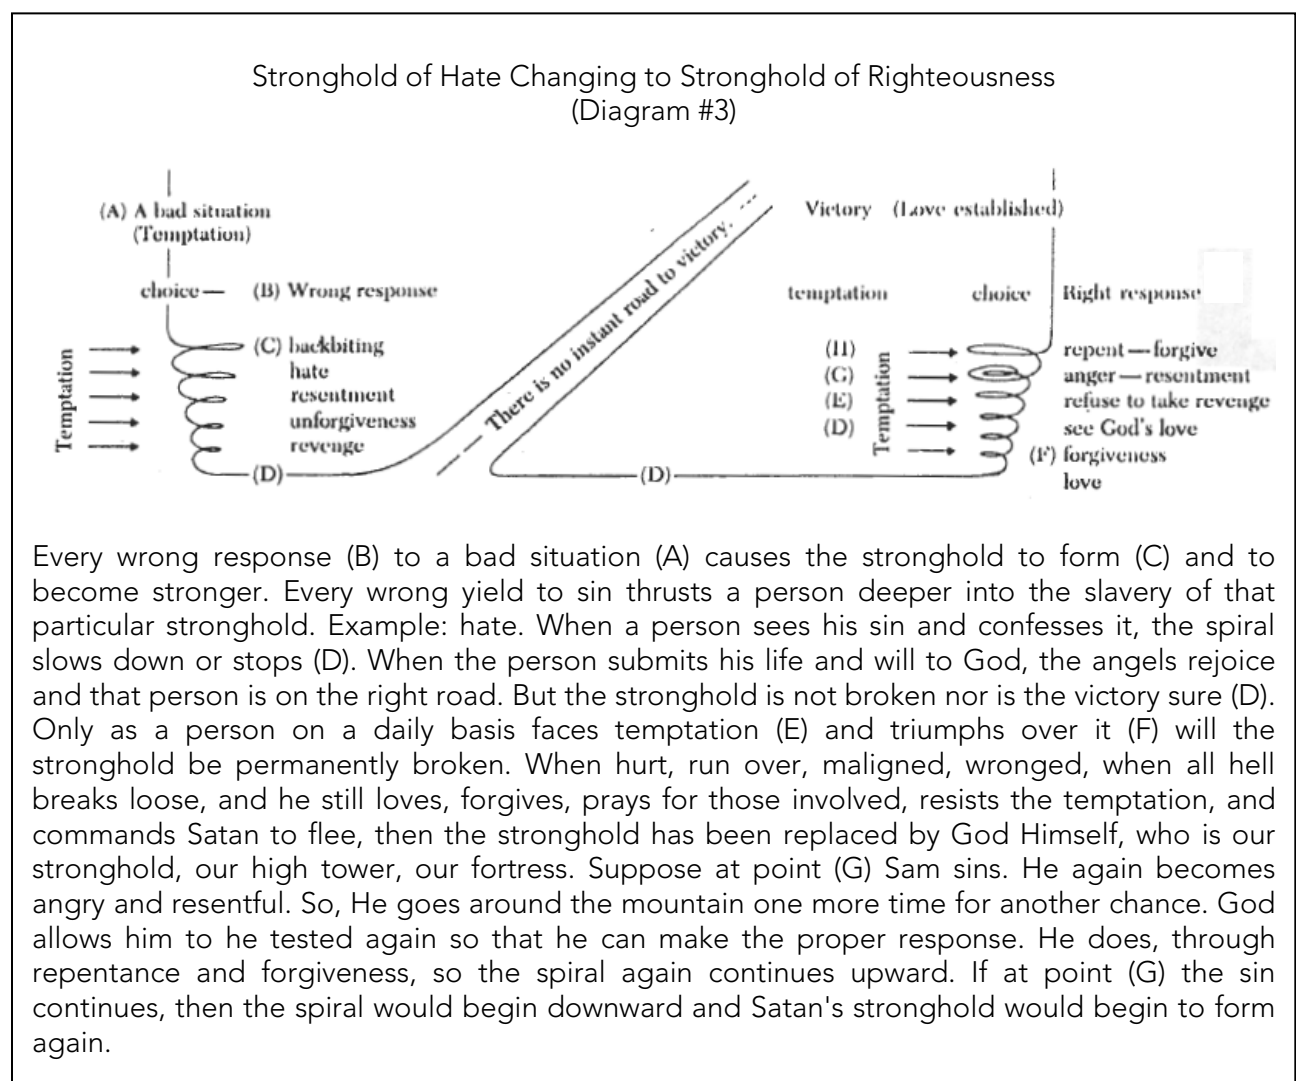 Stronghold of Hate Changing to Stronghold of Righteousness
(Diagram #3)
(A) A bad situation
(Temptation)
choice — (B) Wrong response
Temptation
(C) backbiting
hate
resentment
unforgiveness
revenge
(D)
There is no instant road to victory.
(D)
Victory (Love established)
temptation choice Right response
Temptation
(H) repent — forgive
(G) anger — resentment
(E) refuse to take revenge
(D) see God's love
(F) forgiveness
love
Every wrong response (B) to a bad situation (A) causes the stronghold to form (C) and to
become stronger. Every wrong yield to sin thrusts a person deeper into the slavery of that
particular stronghold. Example: hate. When a person sees his sin and confesses it, the spiral
slows down or stops (D). When the person submits his life and will to God, the angels rejoice
and that person is on the right road. But the stronghold is not broken nor is the victory sure (D).
Only as a person on a daily basis faces temptation (E) and triumphs over it (F) will the
stronghold be permanently broken. When hurt, run over, maligned, wronged, when all hell
breaks loose, and he still loves, forgives, prays for those involved, resists the temptation, and
commands Satan to flee, then the stronghold has been replaced by God Himself, who is our
stronghold, our high tower, our fortress. Suppose at point (G) Sam sins. He again becomes
angry and resentful. So, He goes around the mountain one more time for another chance. God
allows him to he tested again so that he can make the proper response. He does, through
repentance and forgiveness, so the spiral again continues upward. If at point (G) the sin
continues, then the spiral would begin downward and Satan's stronghold would begin to form
again.